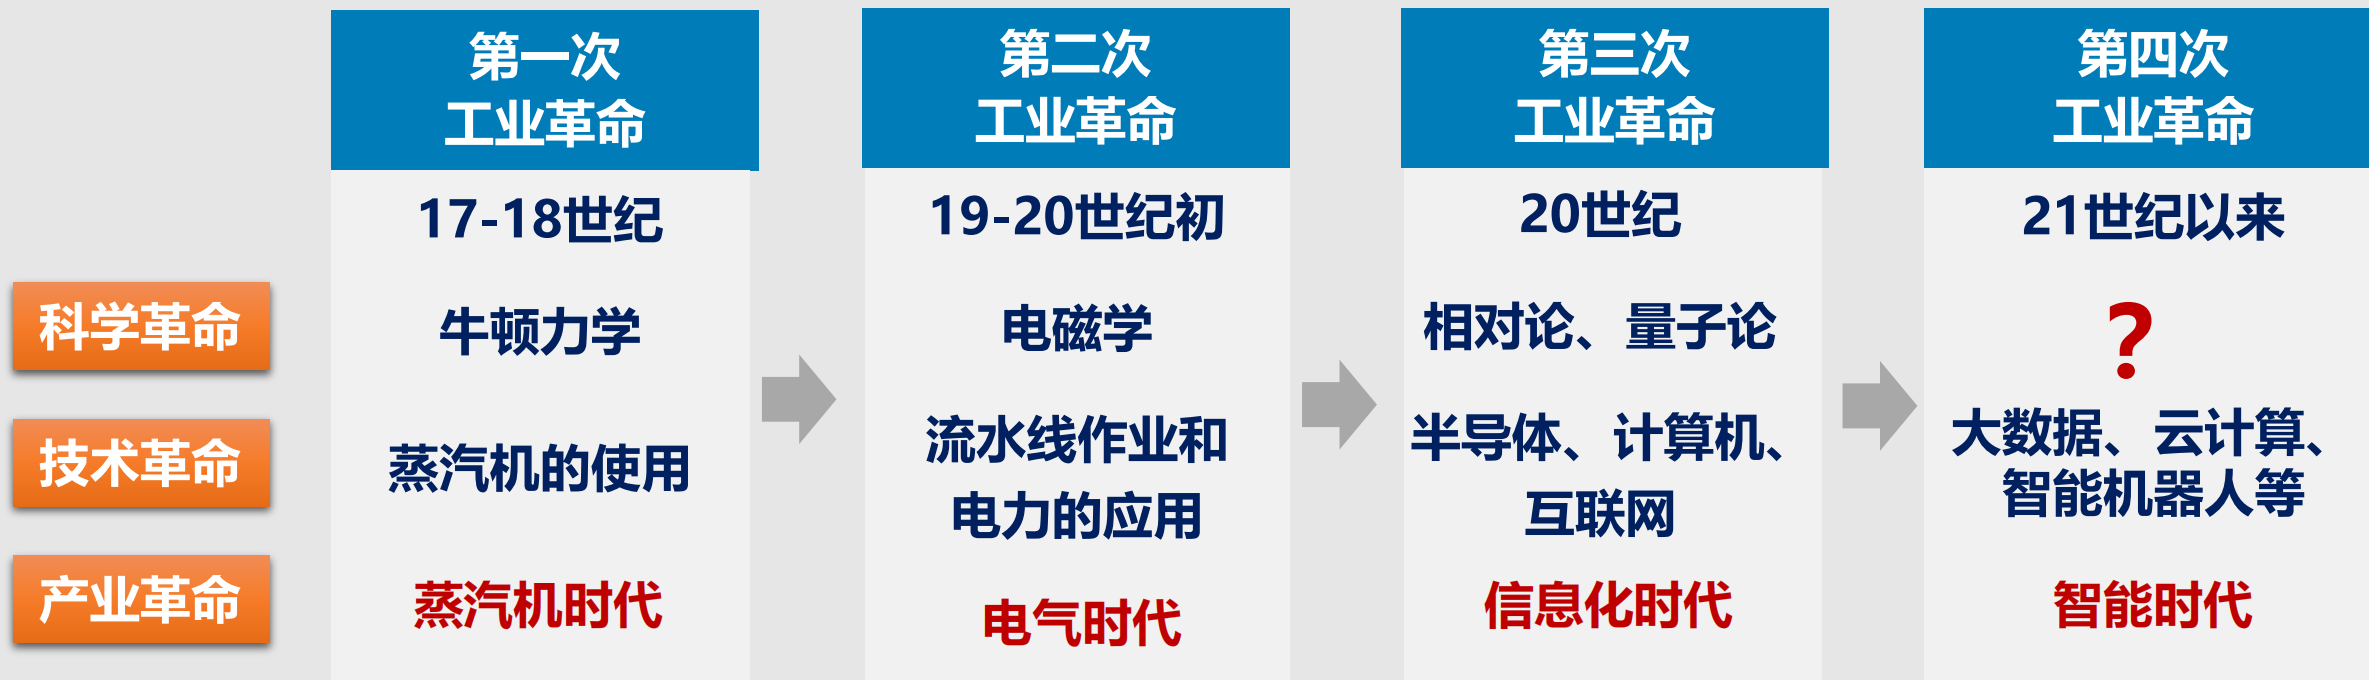 第一次
工业革命
第二次
工业革命
第三次
工业革命
第四次
工业革命
17-18世纪
19-20世纪初
20世纪
21世纪以来
科学革命
牛顿力学
电磁学
相对论、量子论
?
技术革命
蒸汽机的使用
流水线作业和
电力的应用
半导体、计算机、
互联网
大数据、云计算、
智能机器人等
产业革命
蒸汽机时代
电气时代
信息化时代
智能时代